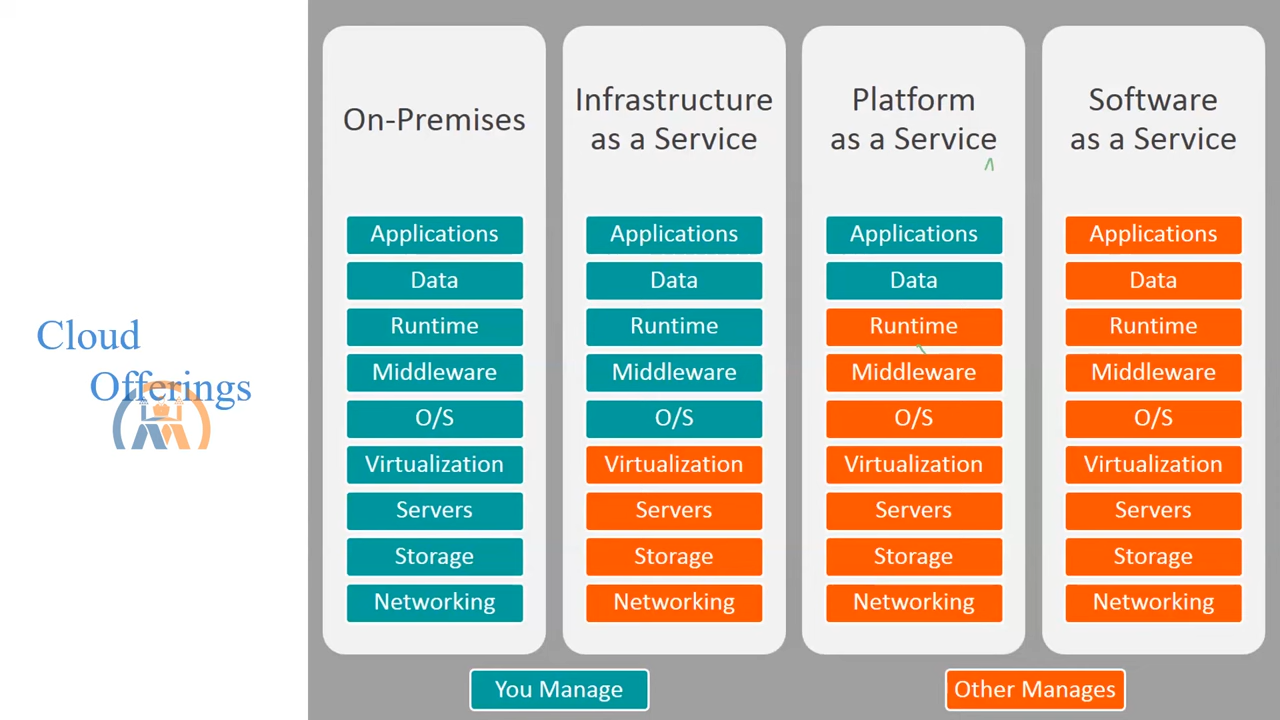 Cloud
Offerings
On-Premises
Applications
Data
Runtime
Middleware
O/S
Virtualization
Servers
Storage
Networking
Infrastructure
as a Service
Applications
Data
Runtime
Middleware
O/S
Virtualization
Servers
Storage
Networking
Platform
as a Service
Applications
Data
Runtime
Middleware
O/S
Virtualization
Servers
Storage
Networking
Software
as a Service
Applications
Data
Runtime
Middleware
O/S
Virtualization
Servers
Storage
Networking
You Manage
Other Manages